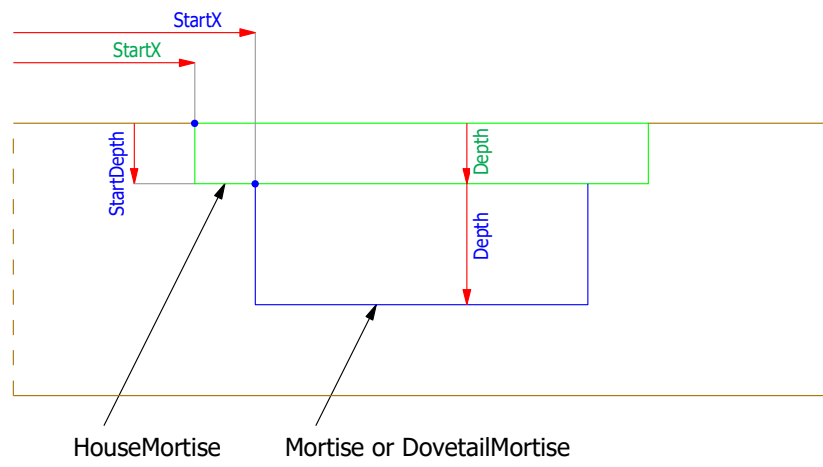 StartX
StartX
StartDepth
Depth
Depth
HouseMortise
Mortise or DovetailMortise